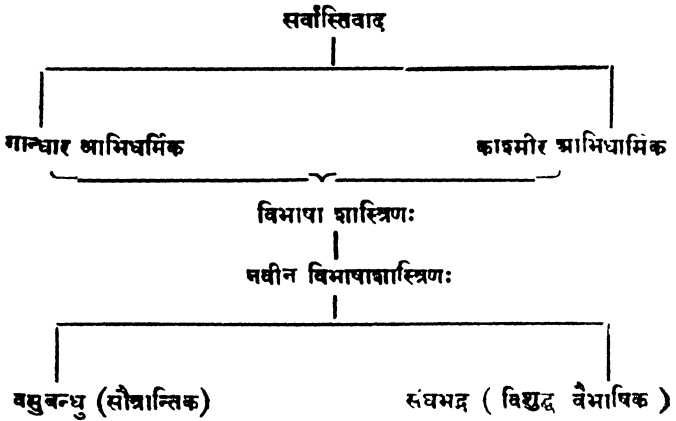 सर्वास्तिवाद
गान्धार आभिधर्मिक काश्मीर आभिधार्मिक
विभाषा शास्त्रिणः
नवीन विभाषाशास्त्रिणः
वसुबन्धु (सौत्रान्तिक) संघभद्र ( विशुद्ध वैभाषिक )